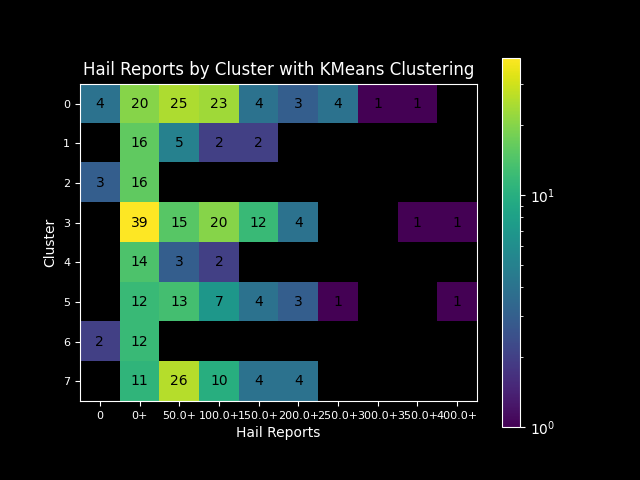 Hail Reports by Cluster with KMeans Clustering
0 4 20 25 23 4 3 4 1 1
1 16 5 2 2
2 3 16
3 39 15 20 12 4 1 1
4 14 3 2
5 12 13 7 4 3 1 1
6 2 12
7 11 26 10 4 4
0 0+ 50.0+ 100.0+ 150.0+ 200.0+ 250.0+ 300.0+ 350.0+ 400.0+
Hail Reports
Cluster
10¹
10⁰